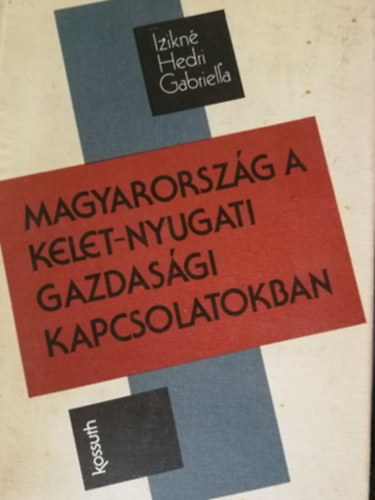 Izikné
Hedri
Gabriella
MAGYARORSZÁG A
KELET-NYUGATI
GAZDASÁGI
KAPCSOLATOKBAN
kossuth